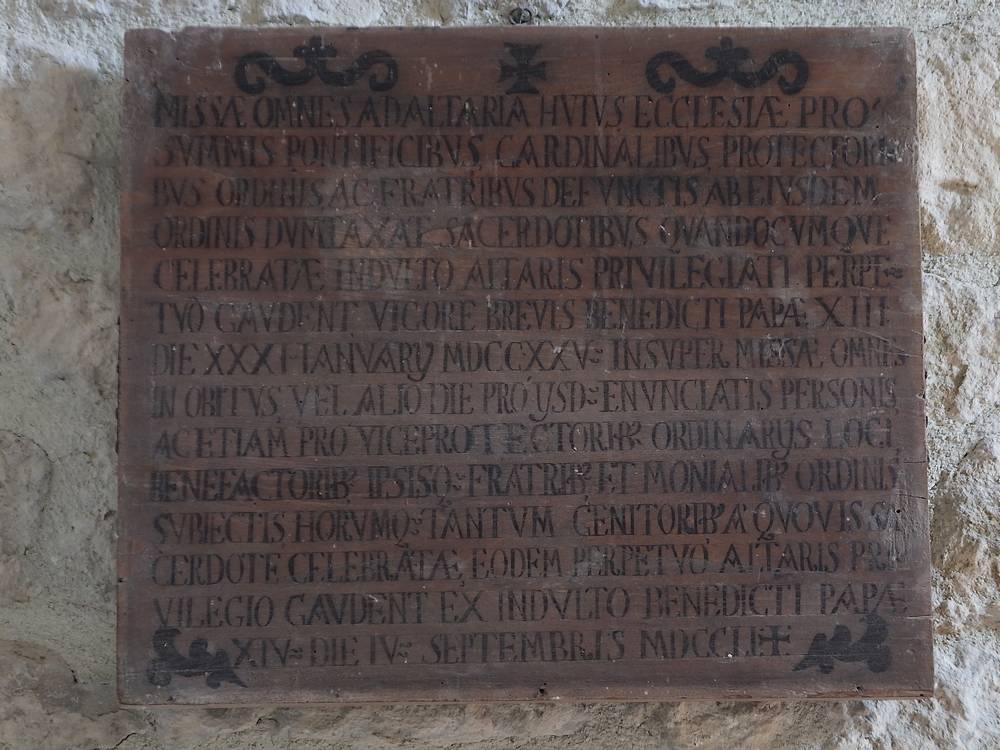 MISSÆ OMNES AD ALTARIA HVIVS ECCLESIÆ PRO
SVMMIS PONTIFICIBVS, CARDINALIBVS PROTECTORI
BVS ORDINIS AC FRATRIBVS DEFVNCTIS AB EIVSDEM
ORDINIS DVMTAXAT SACERDOTIBVS QVANDOCVMQVE
CELEBRATÆ INDVLTO ALTARIS PRIVILEGIATI PERPE=
TVO GAVDENT VIGORE BREVIS BENEDICTI PAPÆ XIII
DIE XXXI IANVARY MDCCXXV= INSVPER MISSÆ OMNES
IN OBITVS, VEL ALIO DIE PRO ÿSD= ENVNCIATIS PERSONIS,
AC ETIAM PRO VICEPROTECTORIB' ORDINARŸS LOCI,
BENEFACTORIB' IPSISQ= FRATRIB', ET MONIALIB' ORDINI
SVBIECTIS HORVMQ= TANTVM GENITORIB' A QVOVIS SA
CERDOTE CELEBRATÆ, EODEM PERPETVO ALTARIS PRI
VILEGIO GAVDENT EX INDVLTO BENEDICTI PAPÆ
XIV= DIE IV= SEPTEMBRIS MDCCLI